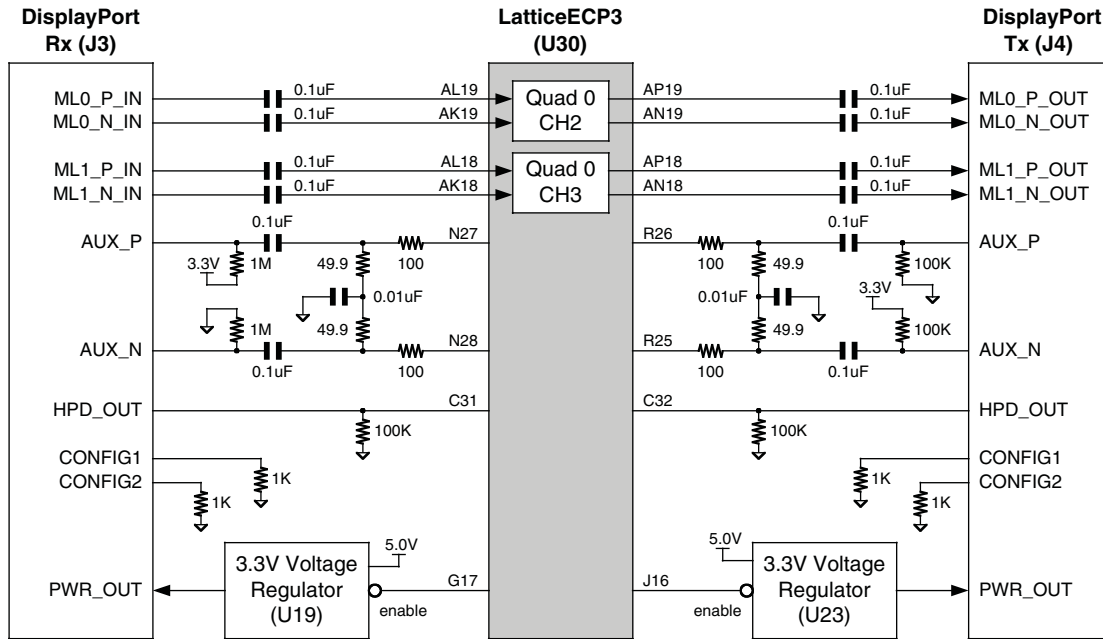 DisplayPort
Rx (J3)
LatticeECP3
(U30)
DisplayPort
Tx (J4)
ML0_P_IN
0.1uF
AL19
Quad 0
CH2
AP19
0.1uF
ML0_P_OUT
ML0_N_IN
0.1uF
AK19
AN19
0.1uF
ML0_N_OUT
ML1_P_IN
0.1uF
AL18
Quad 0
CH3
AP18
0.1uF
ML1_P_OUT
ML1_N_IN
0.1uF
AK18
AN18
0.1uF
ML1_N_OUT
AUX_P
0.1uF
N27
R26
0.1uF
AUX_P
3.3V
1M
49.9
100
100
49.9
100K
0.01uF
0.01uF
3.3V
1M
49.9
49.9
100K
AUX_N
0.1uF
N28
100
R25
100
0.1uF
AUX_N
HPD_OUT
C31
C32
HPD_OUT
100K
100K
CONFIG1
1K
CONFIG1
1K
CONFIG2
1K
CONFIG2
1K
PWR_OUT
3.3V Voltage
Regulator
(U19)
5.0V
G17
enable
J16
enable
5.0V
3.3V Voltage
Regulator
(U23)
PWR_OUT